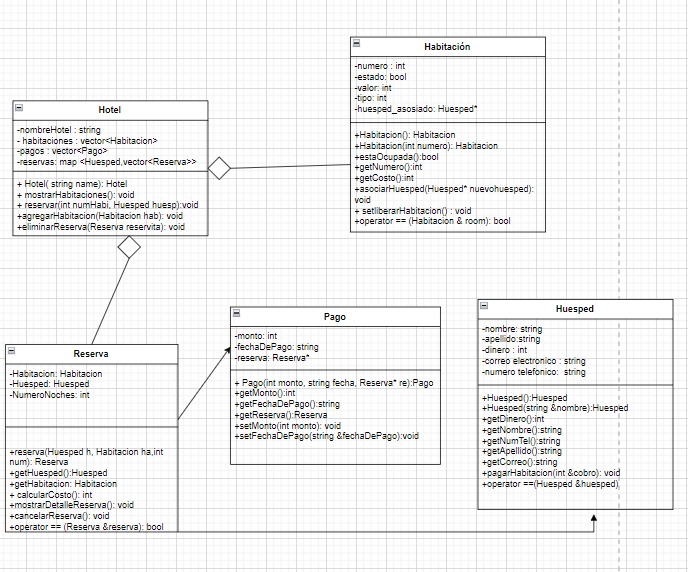 Habitación
-numero : int
-estado: bool
-valor: int
-tipo: int
-huesped_asosiado: Huesped*
+Habitacion(): Habitacion
+Habitacion(int numero): Habitacion
+estaOcupada():bool
+getNumero():int
+getCosto():int
+asociarHuesped(Huesped* nuevohuesped):
void
+ setliberarHabitacion() : void
+operator == (Habitacion & room): bool
Hotel
-nombreHotel : string
- habitaciones : vector<Habitacion>
-pagos : vector<Pago>
-reservas: map <Huesped,vector<Reserva>>
+ Hotel( string name): Hotel
+ mostrarHabitaciones(): void
+ reservar(int numHabi, Huesped huesp):void
+agregarHabitacion(Habitacion hab): void
+eliminarReserva(Reserva reservita): void
Reserva
-Habitacion: Habitacion
-Huesped: Huesped
-NumeroNoches: int
+reserva(Huesped h, Habitacion ha,int
num): Reserva
+getHuesped():Huesped
+getHabitacion: Habitacion
+ calcularCosto(): int
+mostrarDetalleReserva(): void
+cancelarReserva(): void
+operator == (Reserva &reserva): bool
Pago
-monto: int
-fechaDePago: string
-reserva: Reserva*
+ Pago(int monto, string fecha, Reserva* re):Pago
+getMonto():int
+getFechaDePago():string
+getReserva():Reserva
+setMonto(int monto): void
+setFechaDePago(string &fechaDePago):void
Huesped
-nombre: string
-apellido:string
-dinero : int
-correo electronico : string
-numero telefonico: string
+Huesped():Huesped
+Huesped(string &nombre):Huesped
+getDinero():int
+getNombre():string
+getNumTel():string
+getApellido():string
+getCorreo():string
+pagarHabitacion(int &cobro): void
+operator ==(Huesped &huesped)